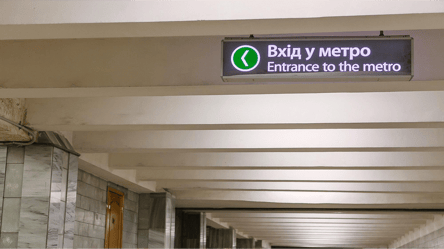 Вхід у метро
Entrance to the metro